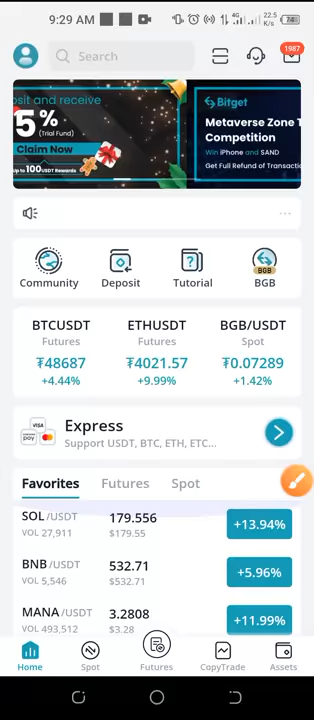 9:29 AM
4G
22.5
K/s
Search
1987
osit and receive
5%
(Trial Fund)
Claim Now
Up to 100USDT Rewards
Bitget
Metaverse Zone T
Competition
Win iPhone and SAND
Get Full Refund of Transactio
Community
Deposit
Tutorial
BGB
BGB
BTCUSDT
ETHUSDT
BGB/USDT
Futures
Futures
Spot
₮48687
₮4021.57
₮0.07289
+4.44%
+9.99%
+1.42%
VISA
Pay
Express
Support USDT, BTC, ETH, ETC...
Favorites
Futures
Spot
SOL /USDT
179.556
+13.94%
VOL 27,911
$179.55
BNB /USDT
532.71
+5.96%
VOL 5,546
$532.71
MANA /USDT
3.2808
+11.99%
VOL 493,512
$3.28
Home
Spot
Futures
CopyTrade
Assets